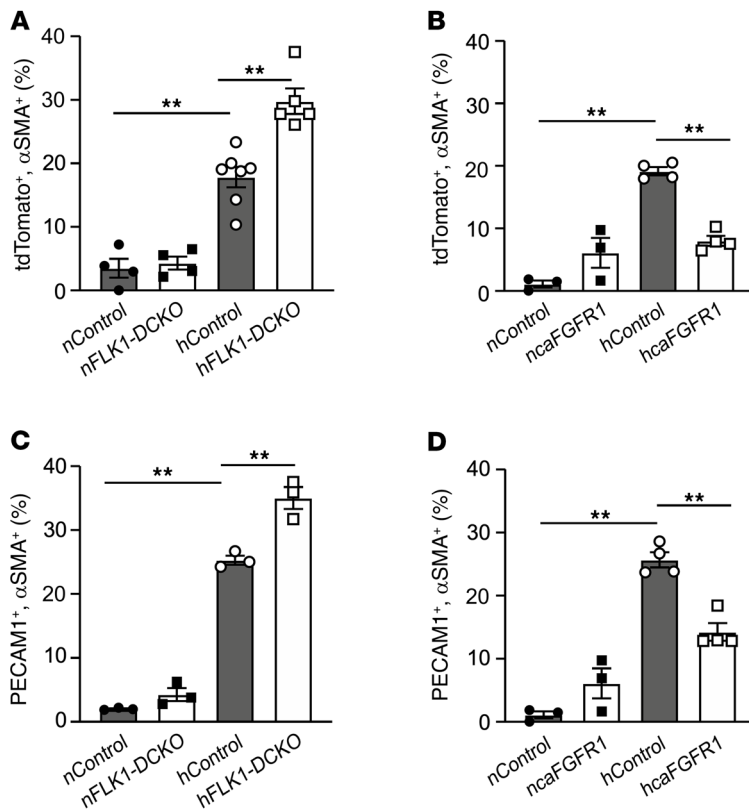 A
tdTomato⁺, αSMA⁺ (%)
40
30
20
10
0
**
**
nControl
nFLK1-DCKO
hControl
hFLK1-DCKO
B
tdTomato⁺, αSMA⁺ (%)
40
30
20
10
0
**
**
nControl
ncaFGFR1
hControl
hcaFGFR1
C
PECAM1⁺, αSMA⁺ (%)
40
30
20
10
0
**
**
nControl
nFLK1-DCKO
hControl
hFLK1-DCKO
D
PECAM1⁺, αSMA⁺ (%)
40
30
20
10
0
**
**
nControl
ncaFGFR1
hControl
hcaFGFR1